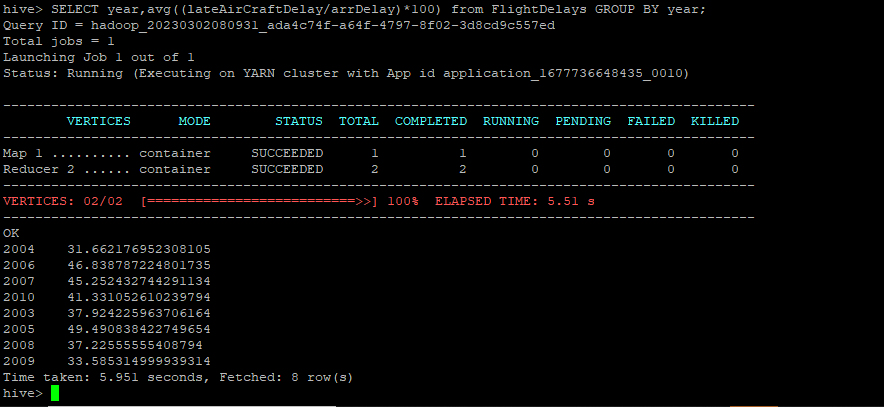 hive> SELECT year,avg((lateAirCraftDelay/arrDelay)*100) from FlightDelays GROUP BY year;
Query ID = hadoop_20230302080931_ada4c74f-a64f-4797-8f02-3d8cd9c557ed
Total jobs = 1
Launching Job 1 out of 1
Status: Running (Executing on YARN cluster with App id application_1677736648435_0010)
----------------------------------------------------------------------------------------------
VERTICES MODE STATUS TOTAL COMPLETED RUNNING PENDING FAILED KILLED
----------------------------------------------------------------------------------------------
Map 1 .......... container SUCCEEDED 1 1 0 0 0 0
Reducer 2 ...... container SUCCEEDED 2 2 0 0 0 0
----------------------------------------------------------------------------------------------
VERTICES: 02/02 [==========================>>] 100% ELAPSED TIME: 5.51 s
----------------------------------------------------------------------------------------------
OK
2004 31.662176952308105
2006 46.838787224801735
2007 45.252432744291134
2010 41.331052610239794
2003 37.924225963706164
2005 49.490838422749654
2008 37.22555555408794
2009 33.585314999939314
Time taken: 5.951 seconds, Fetched: 8 row(s)
hive>